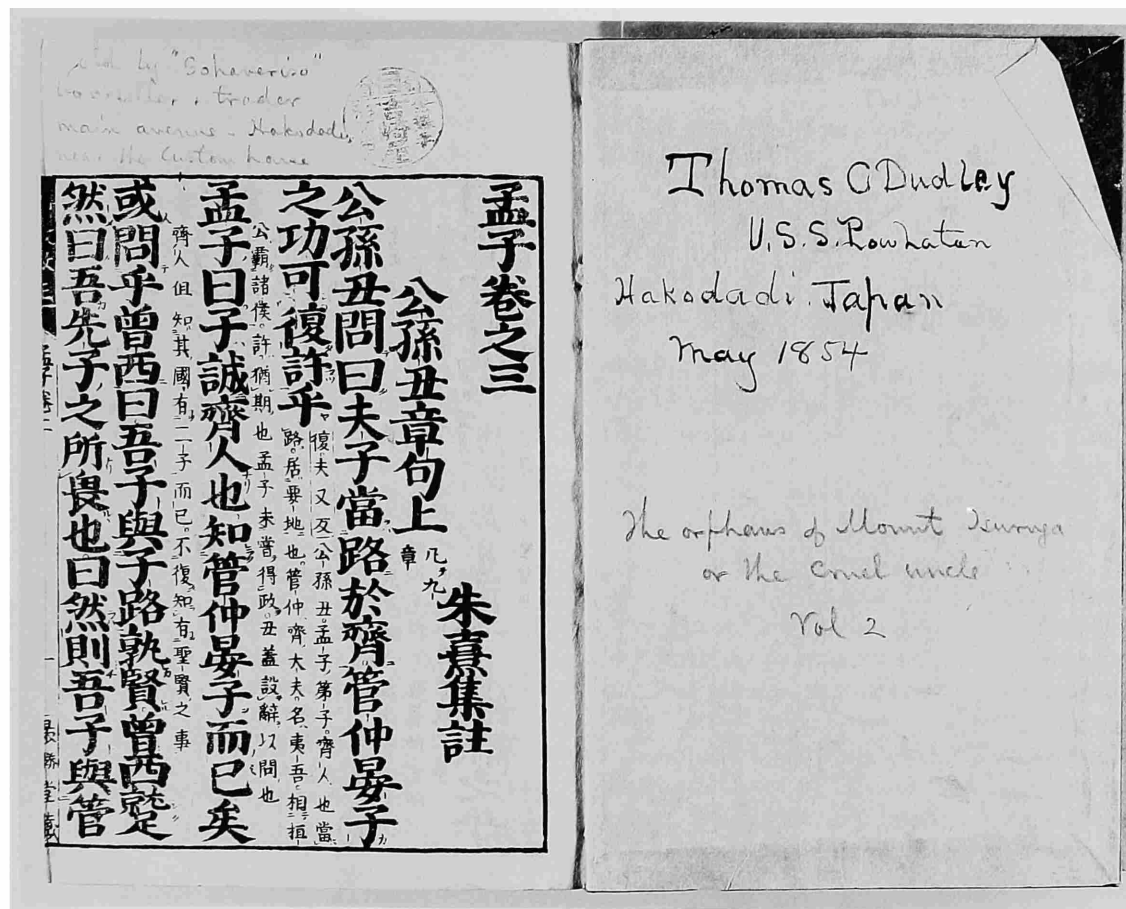 by "Sohaverizo"
trader
main avenue - Hakodadi,
near the Custom house
孟子卷之三
公孫丑章句上 凡九章
朱熹集註
公孫丑問曰夫子當路於齊管仲晏子
之功可復許乎
復夫又反公孫丑孟子弟子。齊人也當
路。居要地也。管仲齊大夫。名夷吾。相桓
公霸諸侯。許猶期也孟子未嘗得政。丑蓋設辭以問也
孟子曰子誠齊人也知管仲晏子而已矣
齊人但知其國有二子而已。不復知有聖賢之事
或問乎曾西曰吾子與子路孰賢曾西蹵
然曰吾先子之所畏也曰然則吾子與管
Thomas C Dudley
U.S.S. Powhatan
Hakodadi. Japan
May 1854
The orphans of Mount Tsuruya
or the cruel uncle
Vol 2